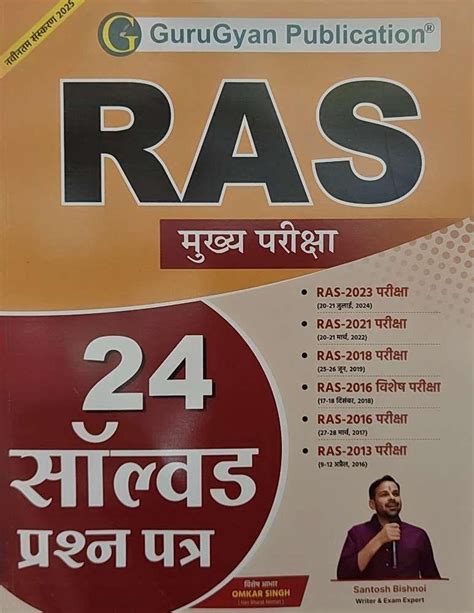 नवीनतम संस्करण 2025
G GuruGyan Publication®
RAS
मुख्य परीक्षा
• RAS-2023 परीक्षा
(20-21 जुलाई, 2024)
• RAS-2021 परीक्षा
(20-21 मार्च, 2022)
• RAS-2018 परीक्षा
(25-26 जून, 2019)
• RAS-2016 विशेष परीक्षा
(17-18 दिसंबर, 2018)
• RAS-2016 परीक्षा
(27-28 मार्च, 2017)
• RAS-2013 परीक्षा
(9-12 अप्रैल, 2016)
24
सॉल्वड
प्रश्न पत्र
विशेष आभार
OMKAR SINGH
Santosh Bishnoi
Writer & Exam Expert